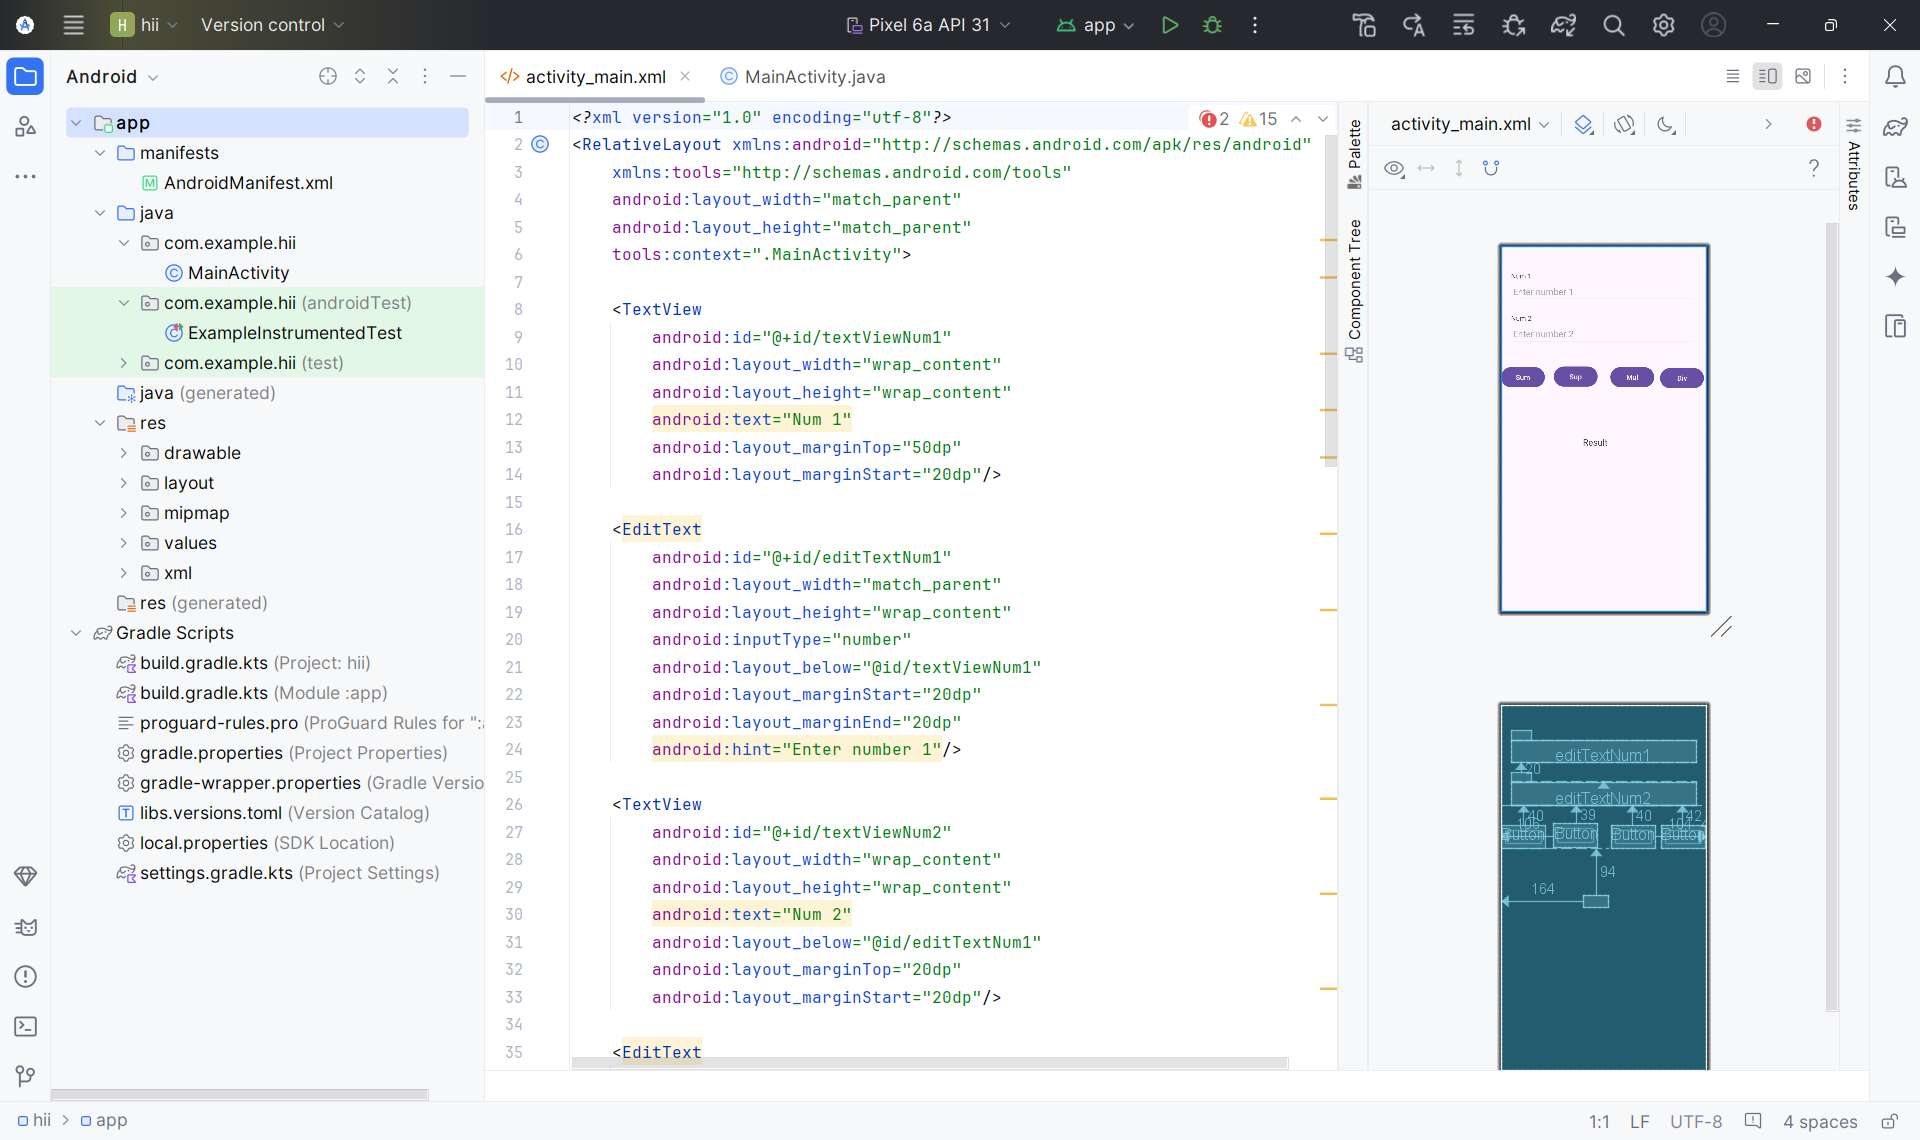 H hii Version control Pixel 6a API 31 app
Android
app
manifests
AndroidManifest.xml
java
com.example.hii
MainActivity
com.example.hii (androidTest)
ExampleInstrumentedTest
com.example.hii (test)
java (generated)
res
drawable
layout
mipmap
values
xml
res (generated)
Gradle Scripts
build.gradle.kts (Project: hii)
build.gradle.kts (Module :app)
proguard-rules.pro (ProGuard Rules for ":
gradle.properties (Project Properties)
gradle-wrapper.properties (Gradle Versio
libs.versions.toml (Version Catalog)
local.properties (SDK Location)
settings.gradle.kts (Project Settings)
activity_main.xml MainActivity.java
2 15
1 <?xml version="1.0" encoding="utf-8"?>
2 <RelativeLayout xmlns:android="http://schemas.android.com/apk/res/android"
3 xmlns:tools="http://schemas.android.com/tools"
4 android:layout_width="match_parent"
5 android:layout_height="match_parent"
6 tools:context=".MainActivity">
7
8 <TextView
9 android:id="@+id/textViewNum1"
10 android:layout_width="wrap_content"
11 android:layout_height="wrap_content"
12 android:text="Num 1"
13 android:layout_marginTop="50dp"
14 android:layout_marginStart="20dp"/>
15
16 <EditText
17 android:id="@+id/editTextNum1"
18 android:layout_width="match_parent"
19 android:layout_height="wrap_content"
20 android:inputType="number"
21 android:layout_below="@id/textViewNum1"
22 android:layout_marginStart="20dp"
23 android:layout_marginEnd="20dp"
24 android:hint="Enter number 1"/>
25
26 <TextView
27 android:id="@+id/textViewNum2"
28 android:layout_width="wrap_content"
29 android:layout_height="wrap_content"
30 android:text="Num 2"
31 android:layout_below="@id/editTextNum1"
32 android:layout_marginTop="20dp"
33 android:layout_marginStart="20dp"/>
34
35 <EditText
Palette
Component Tree
activity_main.xml
Attributes
Num 1
Enter number 1
Num 2
Enter number 2
Sum Sup Mul Div
Result
editTextNum1
20
editTextNum2
40 39 40 42
106 104
Button Button Button Button
94
164
hii > app
1:1 LF UTF-8 4 spaces